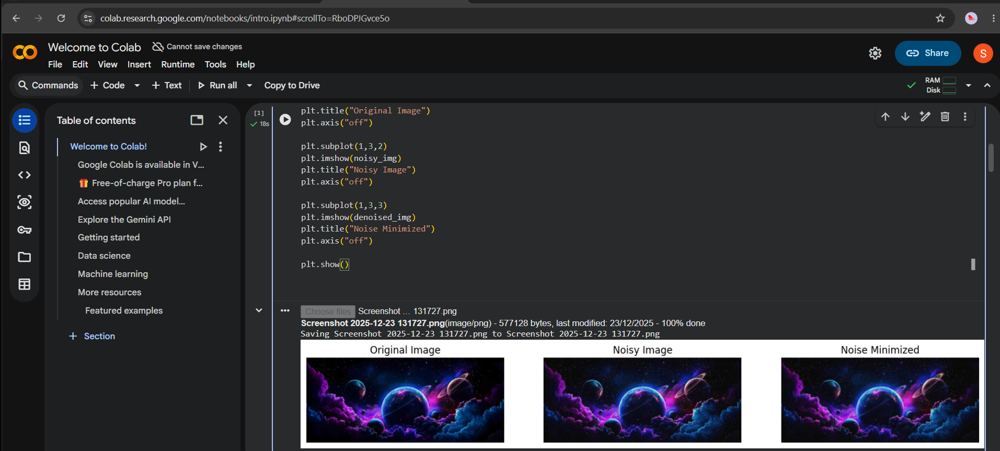 colab.research.google.com/notebooks/intro.ipynb#scrollTo=RboDPJGvce5o
Welcome to Colab Cannot save changes
File Edit View Insert Runtime Tools Help
Share
S
Commands + Code + Text Run all Copy to Drive
RAM
Disk
Table of contents
Welcome to Colab!
Google Colab is available in V...
🎁 Free-of-charge Pro plan f...
Access popular AI model...
Explore the Gemini API
Getting started
Data science
Machine learning
More resources
Featured examples
+ Section
[1]
18s
plt.title("Original Image")
plt.axis("off")
plt.subplot(1,3,2)
plt.imshow(noisy_img)
plt.title("Noisy Image")
plt.axis("off")
plt.subplot(1,3,3)
plt.imshow(denoised_img)
plt.title("Noise Minimized")
plt.axis("off")
plt.show()
Choose files Screenshot ... 131727.png
Screenshot 2025-12-23 131727.png(image/png) - 577128 bytes, last modified: 23/12/2025 - 100% done
Saving Screenshot 2025-12-23 131727.png to Screenshot 2025-12-23 131727.png
Original Image Noisy Image Noise Minimized